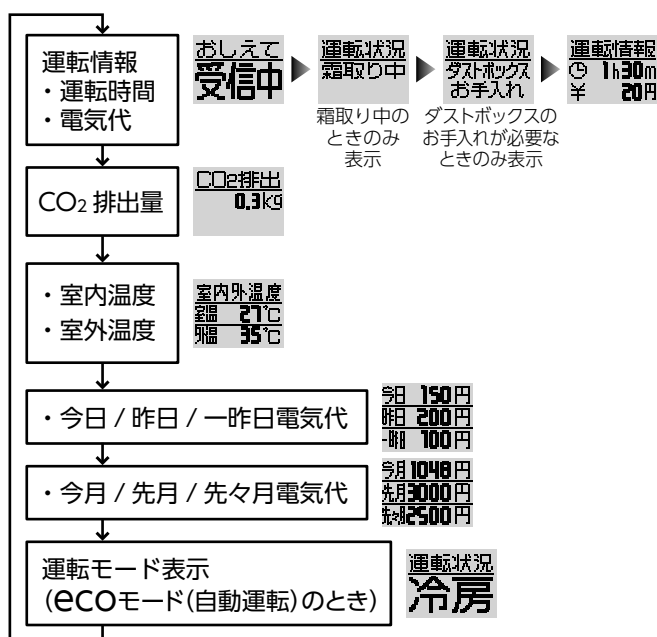 運転情報
・運転時間
・電気代
おしえて
受信中
運転状況
霜取り中
霜取り中の
ときのみ
表示
運転状況
ダストボックス
お手入れ
ダストボックスの
お手入れが必要な
ときのみ表示
運転情報
1h30m
¥ 20円
CO2 排出量
CO2排出
0.3kg
・室内温度
・室外温度
室内外温度
室温 27℃
外温 35℃
・今日 / 昨日 / 一昨日電気代
今日 150円
昨日 200円
一昨日 100円
・今月 / 先月 / 先々月電気代
今月1048円
先月3000円
先々月2500円
運転モード表示
(ecoモード(自動運転)のとき)
運転状況
冷房